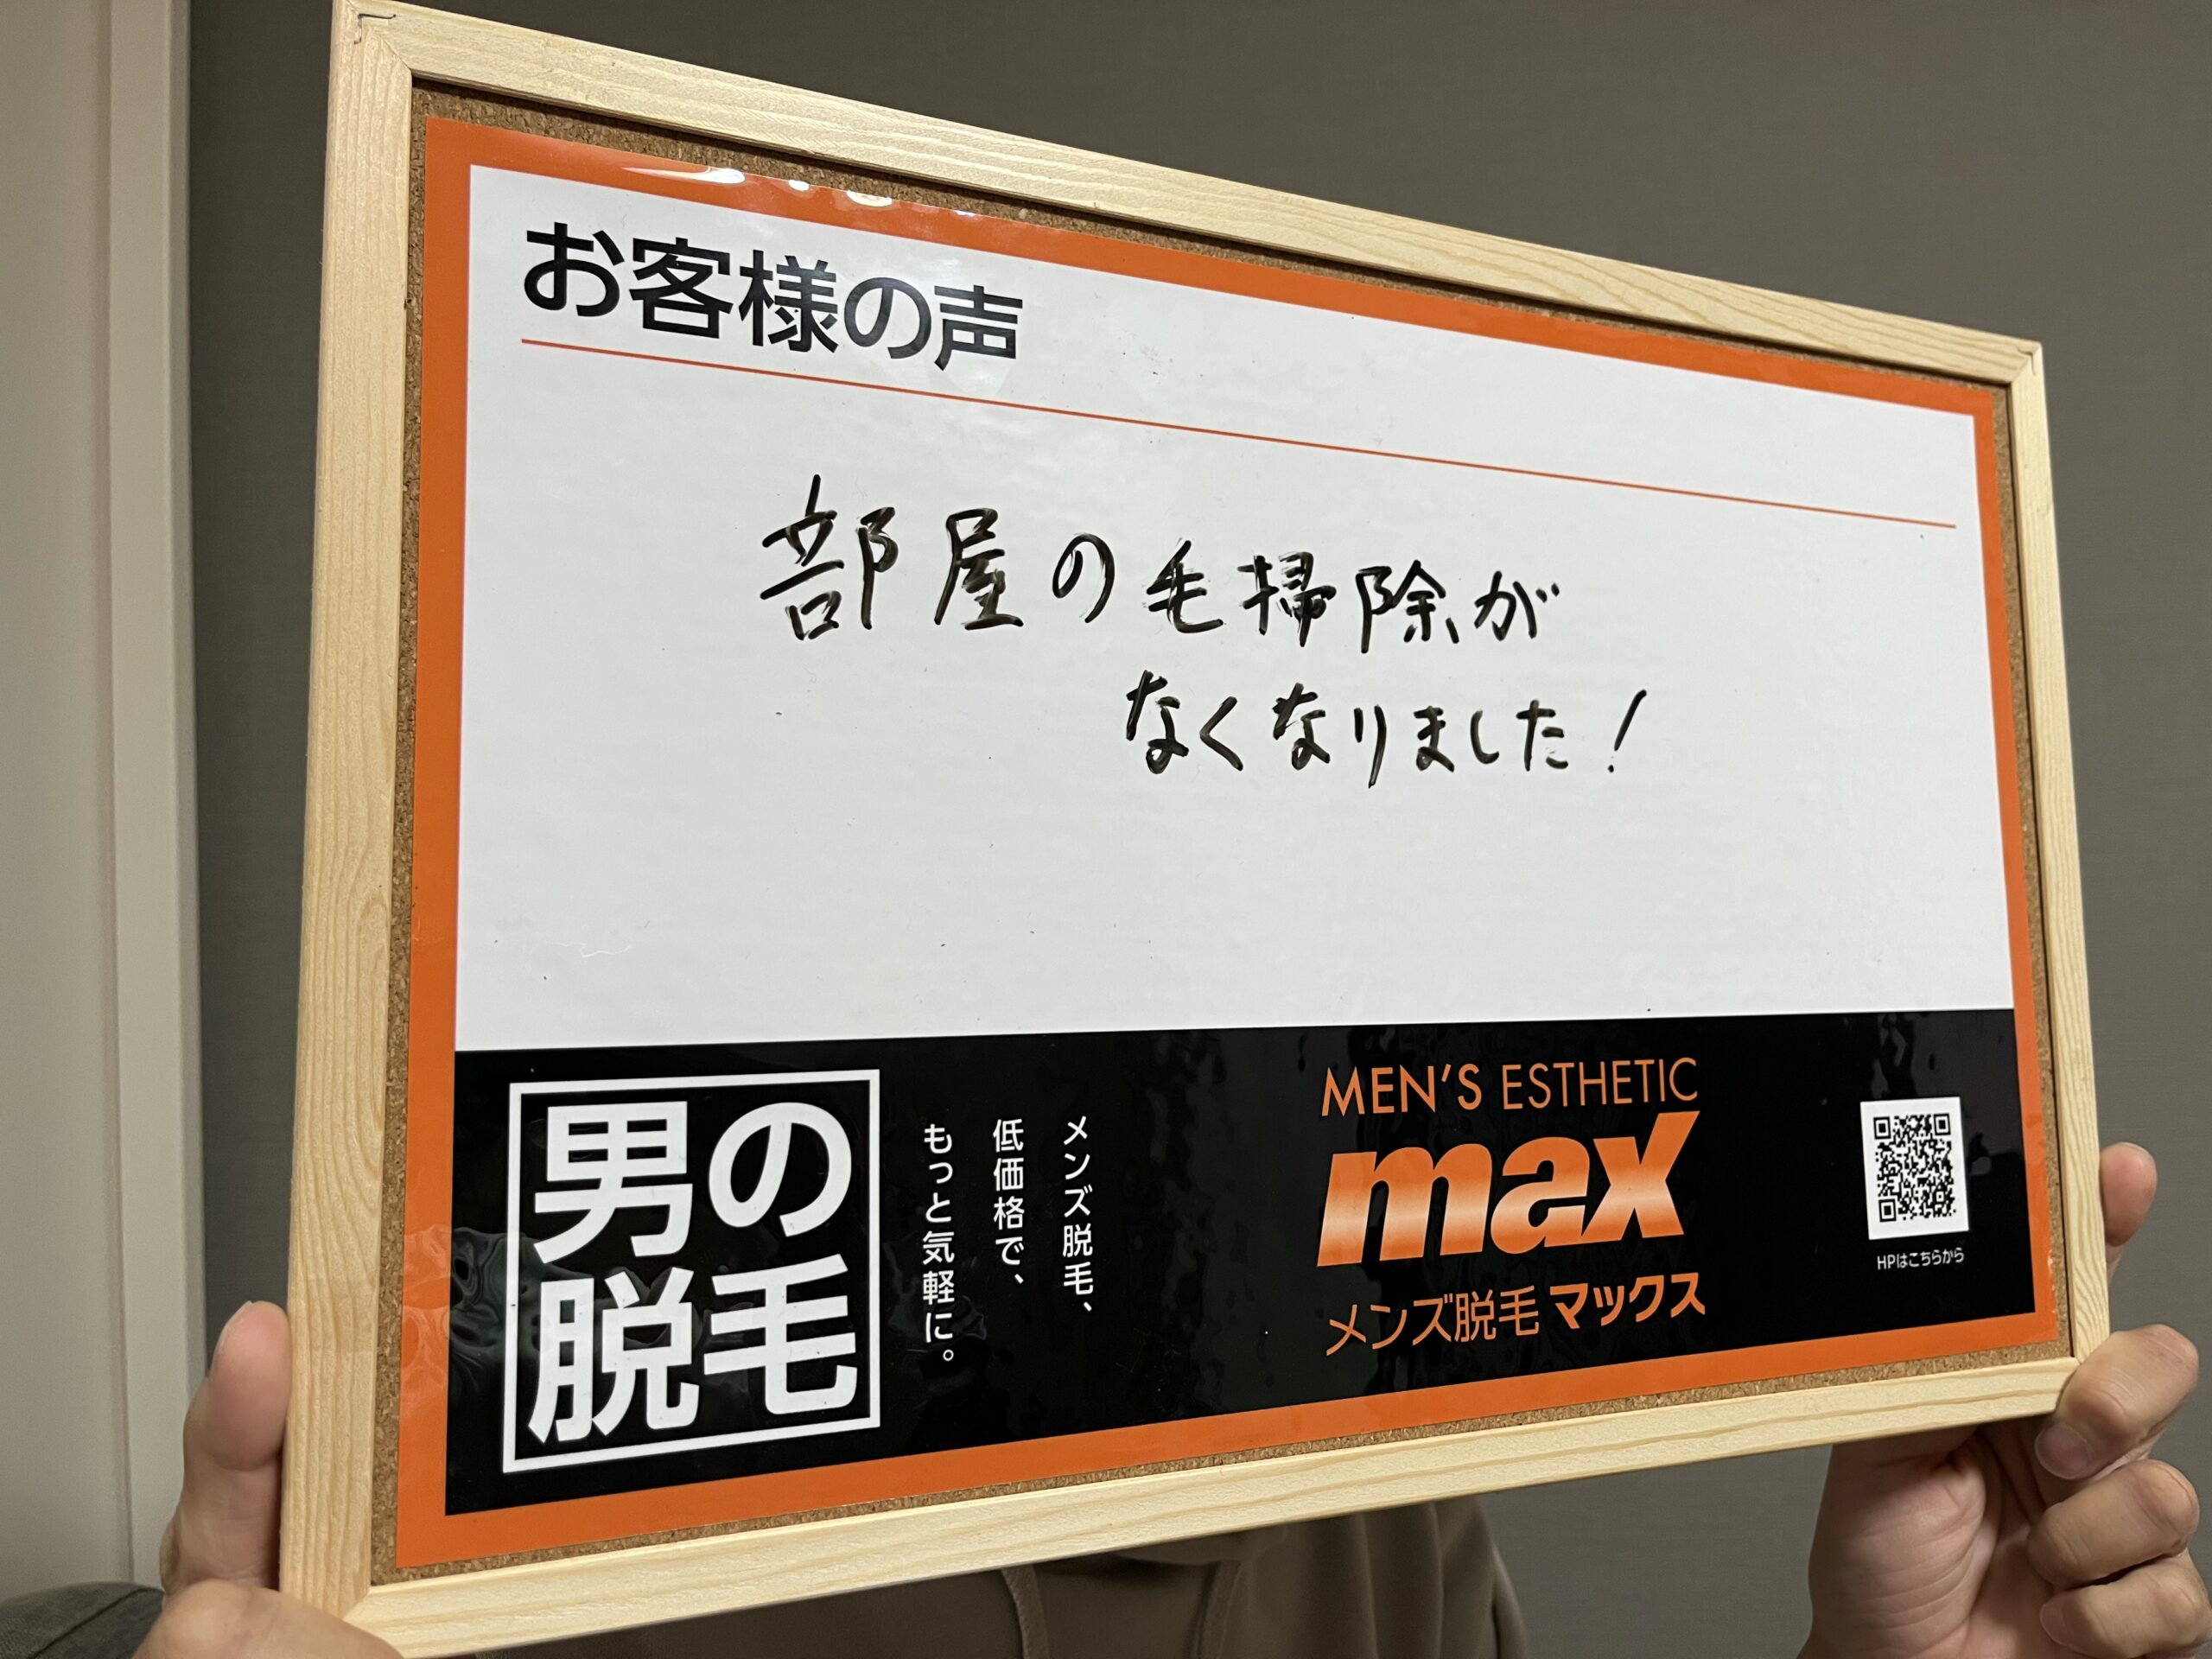 お客様の声
部屋の毛掃除が
なくなりました!
男の
脱毛
メンズ脱毛、
低価格で、
もっと気軽に。
MEN'S ESTHETIC
max
メンズ脱毛 マックス
HPはこちらから